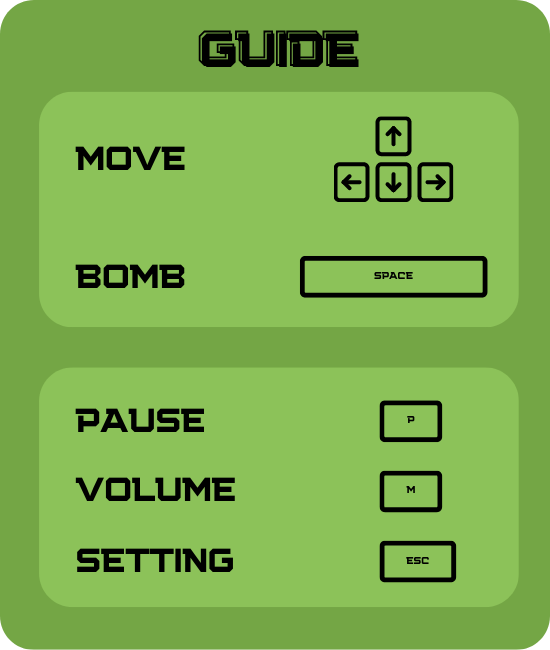 GUIDE
MOVE
BOMB SPACE
PAUSE P
VOLUME M
SETTING ESC